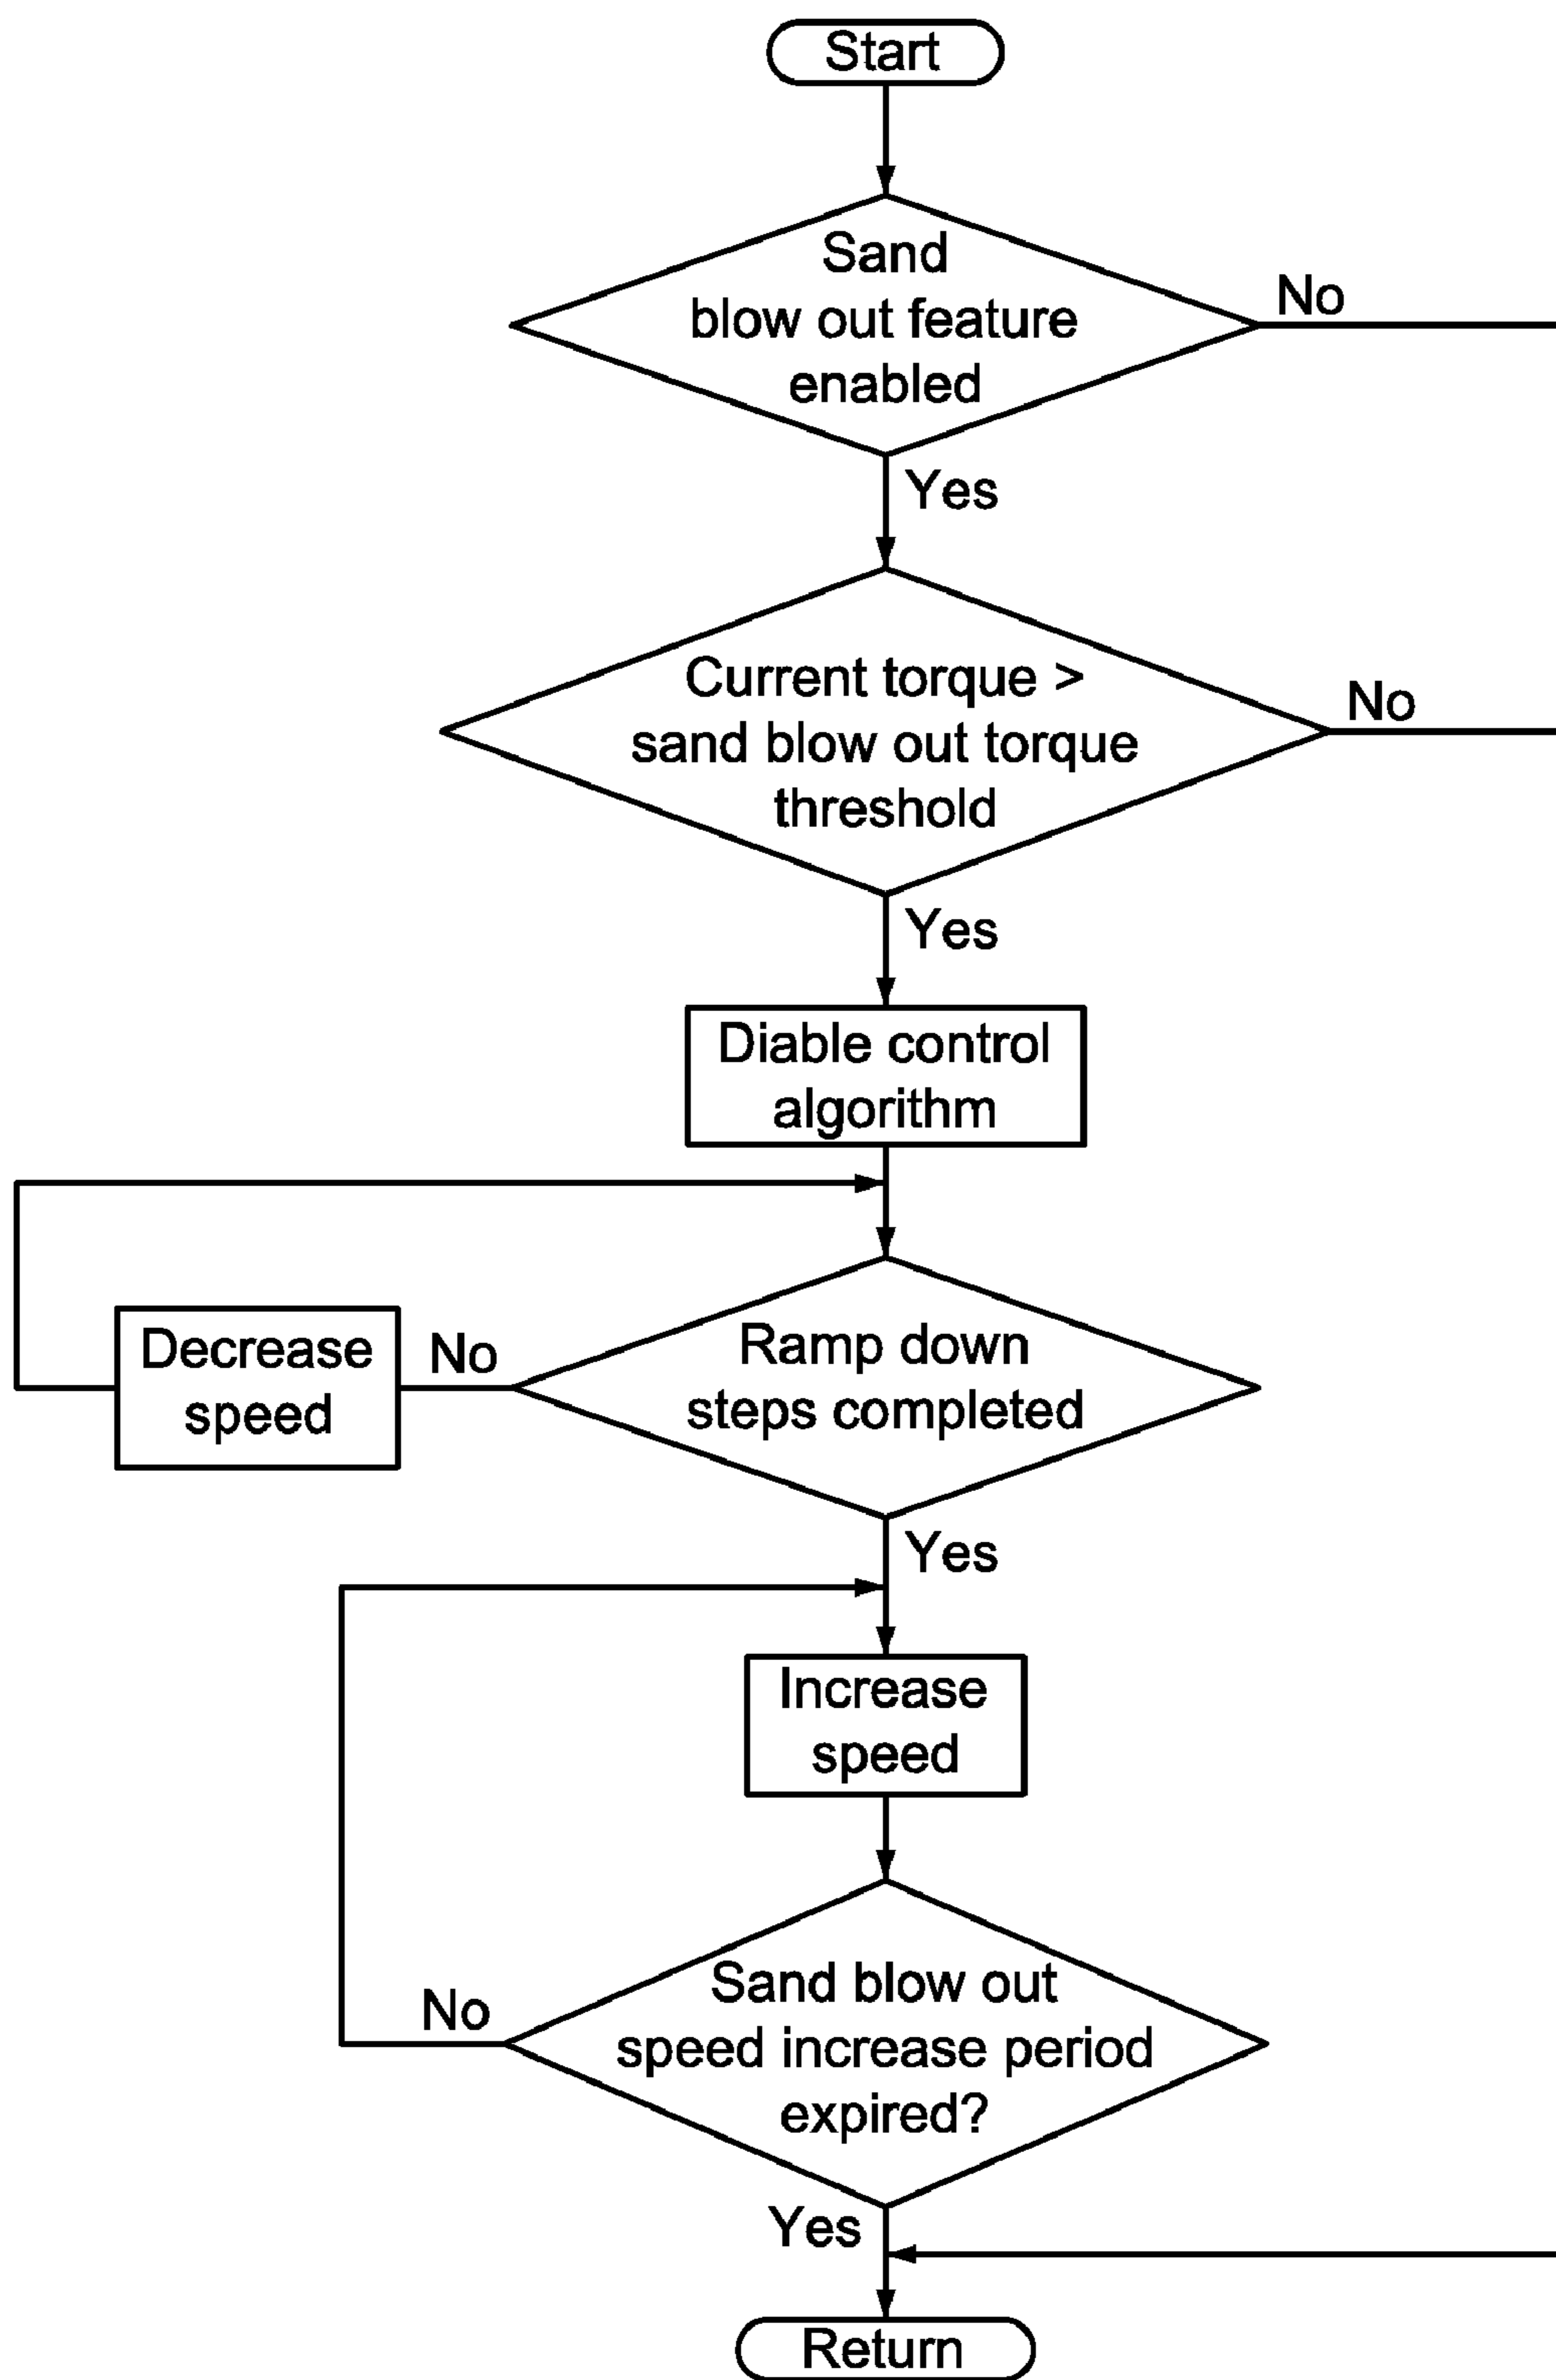 Start
Sand
blow out feature
enabled
No
Yes
Current torque >
sand blow out torque
threshold
No
Yes
Diable control
algorithm
Decrease
speed
No
Ramp down
steps completed
Yes
Increase
speed
No
Sand blow out
speed increase period
expired?
Yes
Return